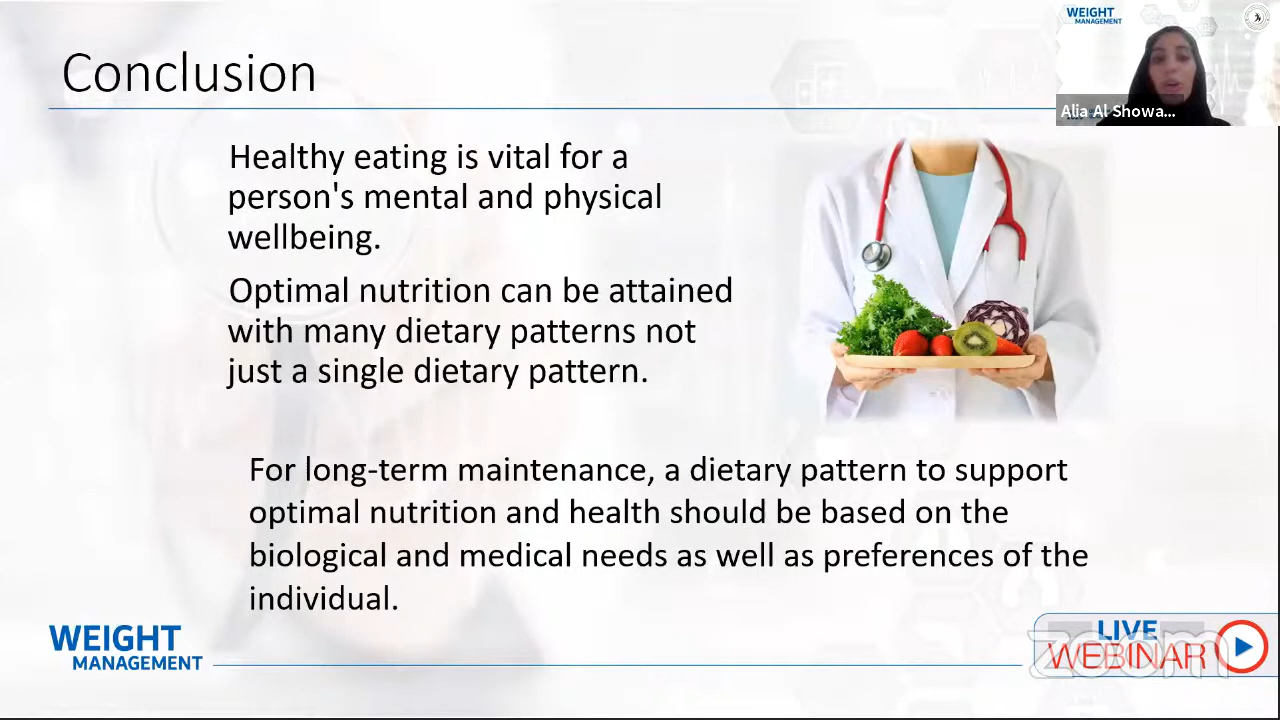 Conclusion
WEIGHT
MANAGEMENT
Alia Al Showa...
Healthy eating is vital for a
person's mental and physical
wellbeing.
Optimal nutrition can be attained
with many dietary patterns not
just a single dietary pattern.
For long-term maintenance, a dietary pattern to support
optimal nutrition and health should be based on the
biological and medical needs as well as preferences of the
individual.
WEIGHT
MANAGEMENT
LIVE
WEBINAR
zoom